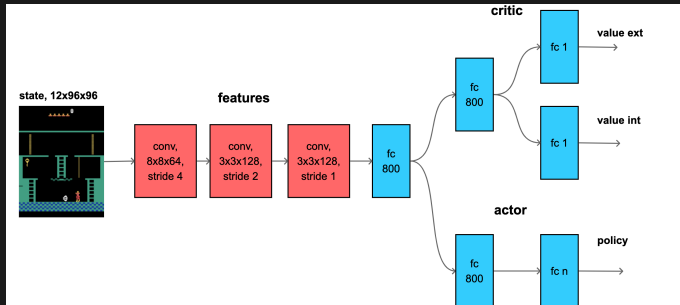 critic
fc 1
value ext
state, 12x96x96
features
fc
800
conv,
8x8x64,
stride 4
conv,
3x3x128,
stride 2
conv,
3x3x128,
stride 1
fc
800
fc 1
value int
actor
fc
800
fc n
policy